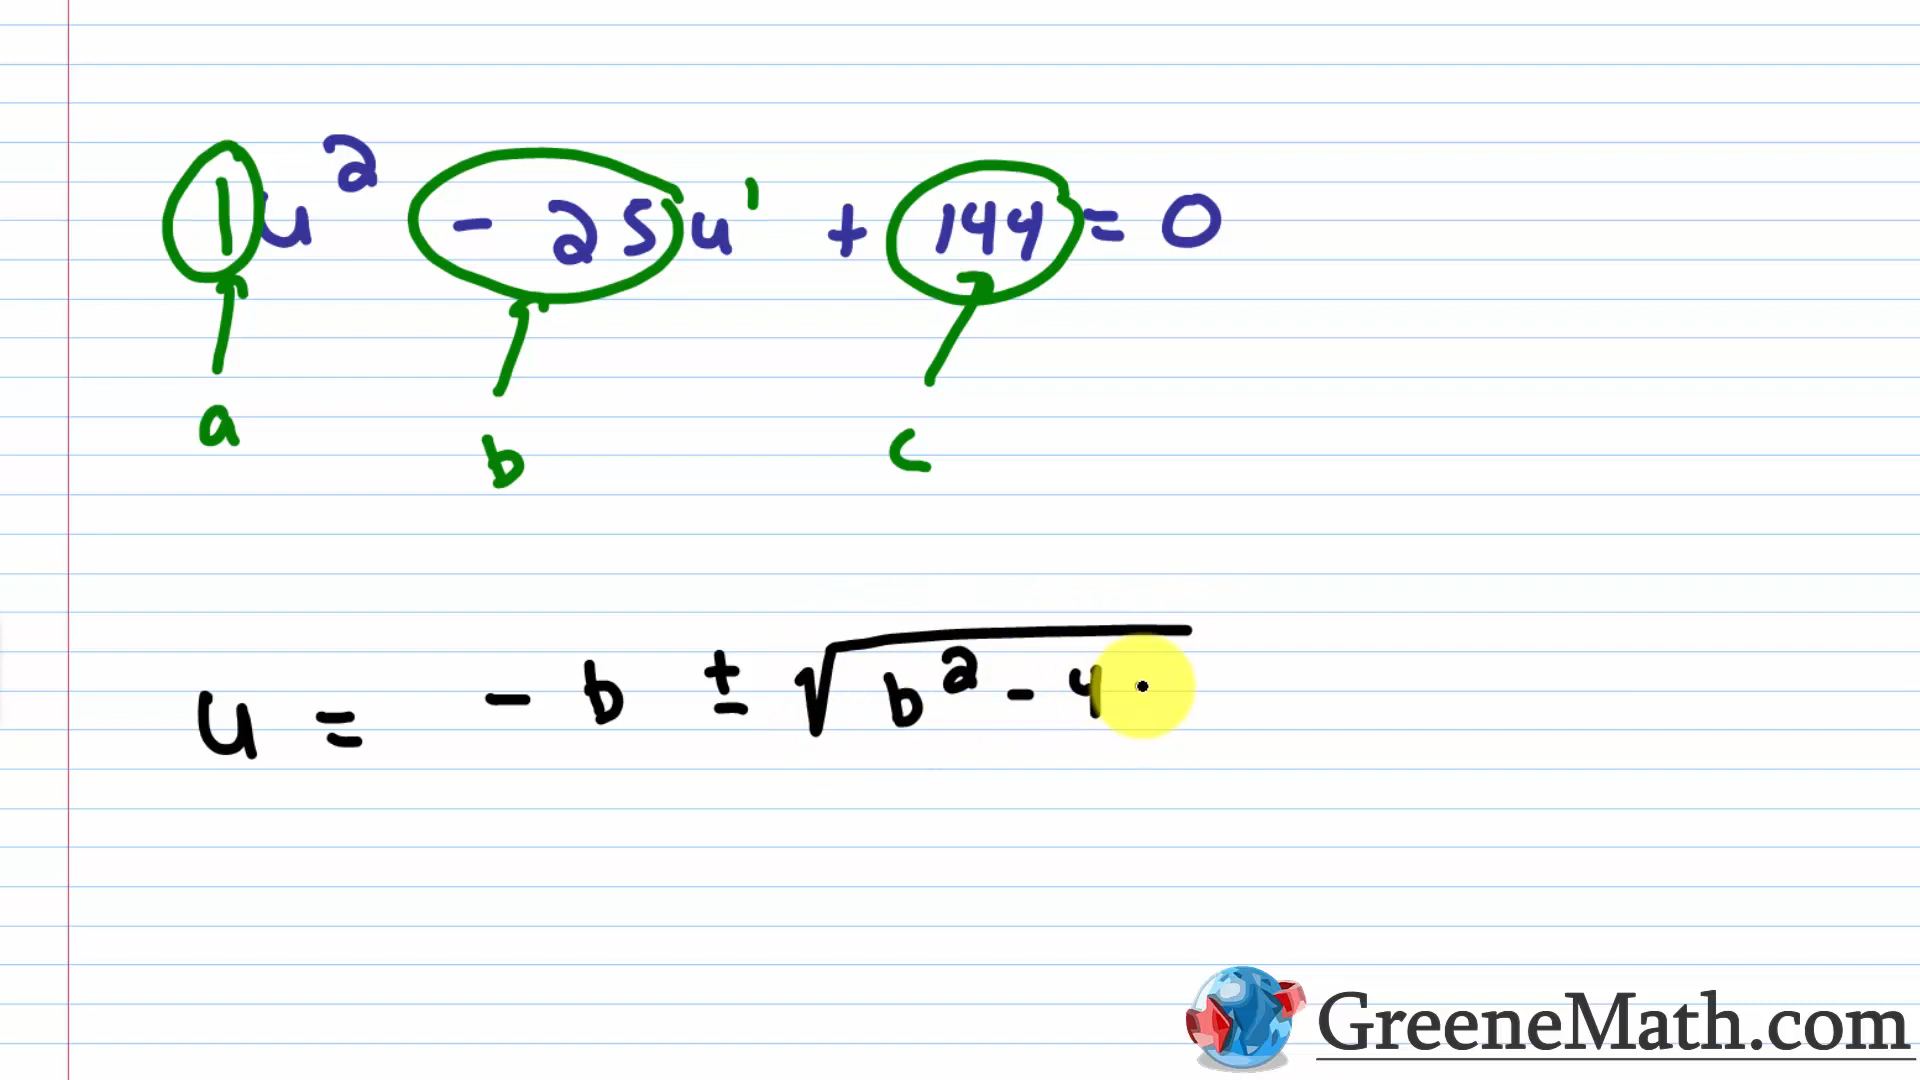 1u² - 25u¹ + 144 = 0
a b c
u = - b ± √b² - 4
GreeneMath.com